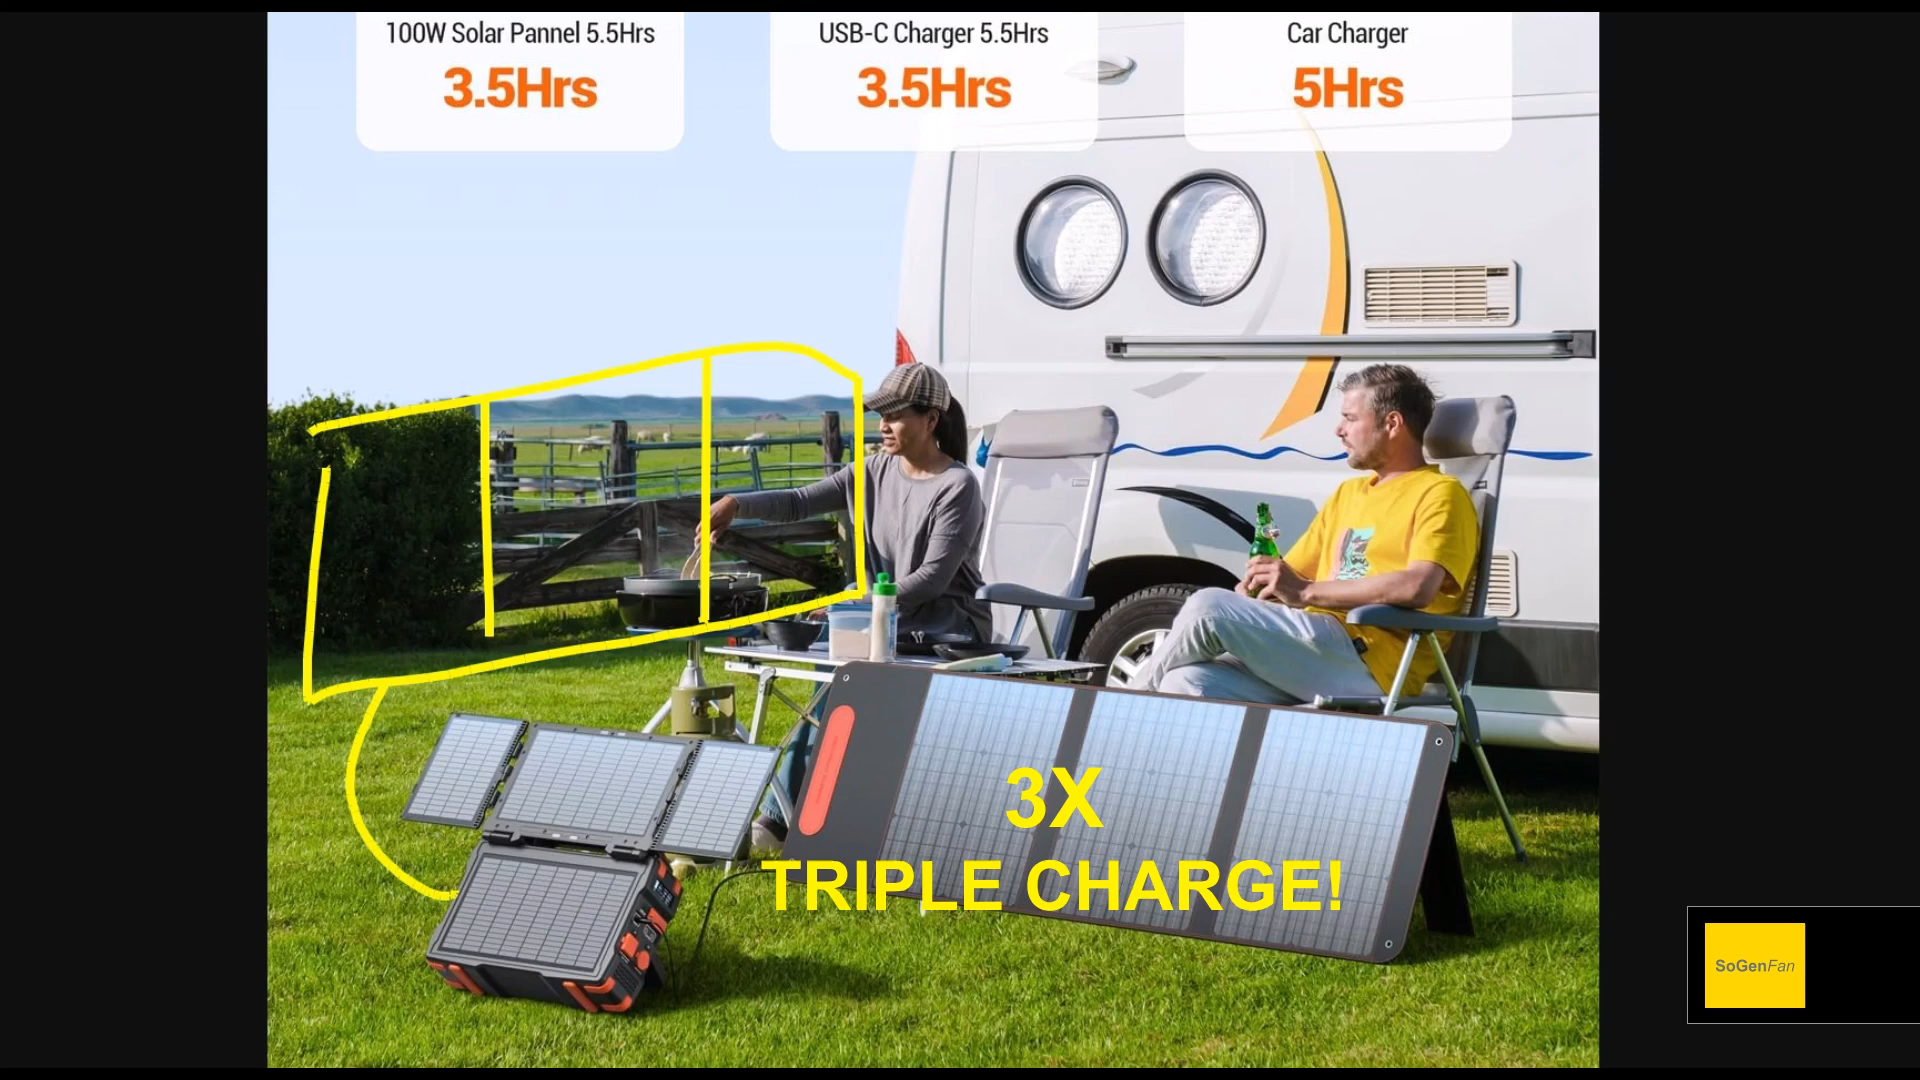 100W Solar Pannel 5.5Hrs
3.5Hrs
USB-C Charger 5.5Hrs
3.5Hrs
Car Charger
5Hrs
3X
TRIPLE CHARGE!
SoGenFan